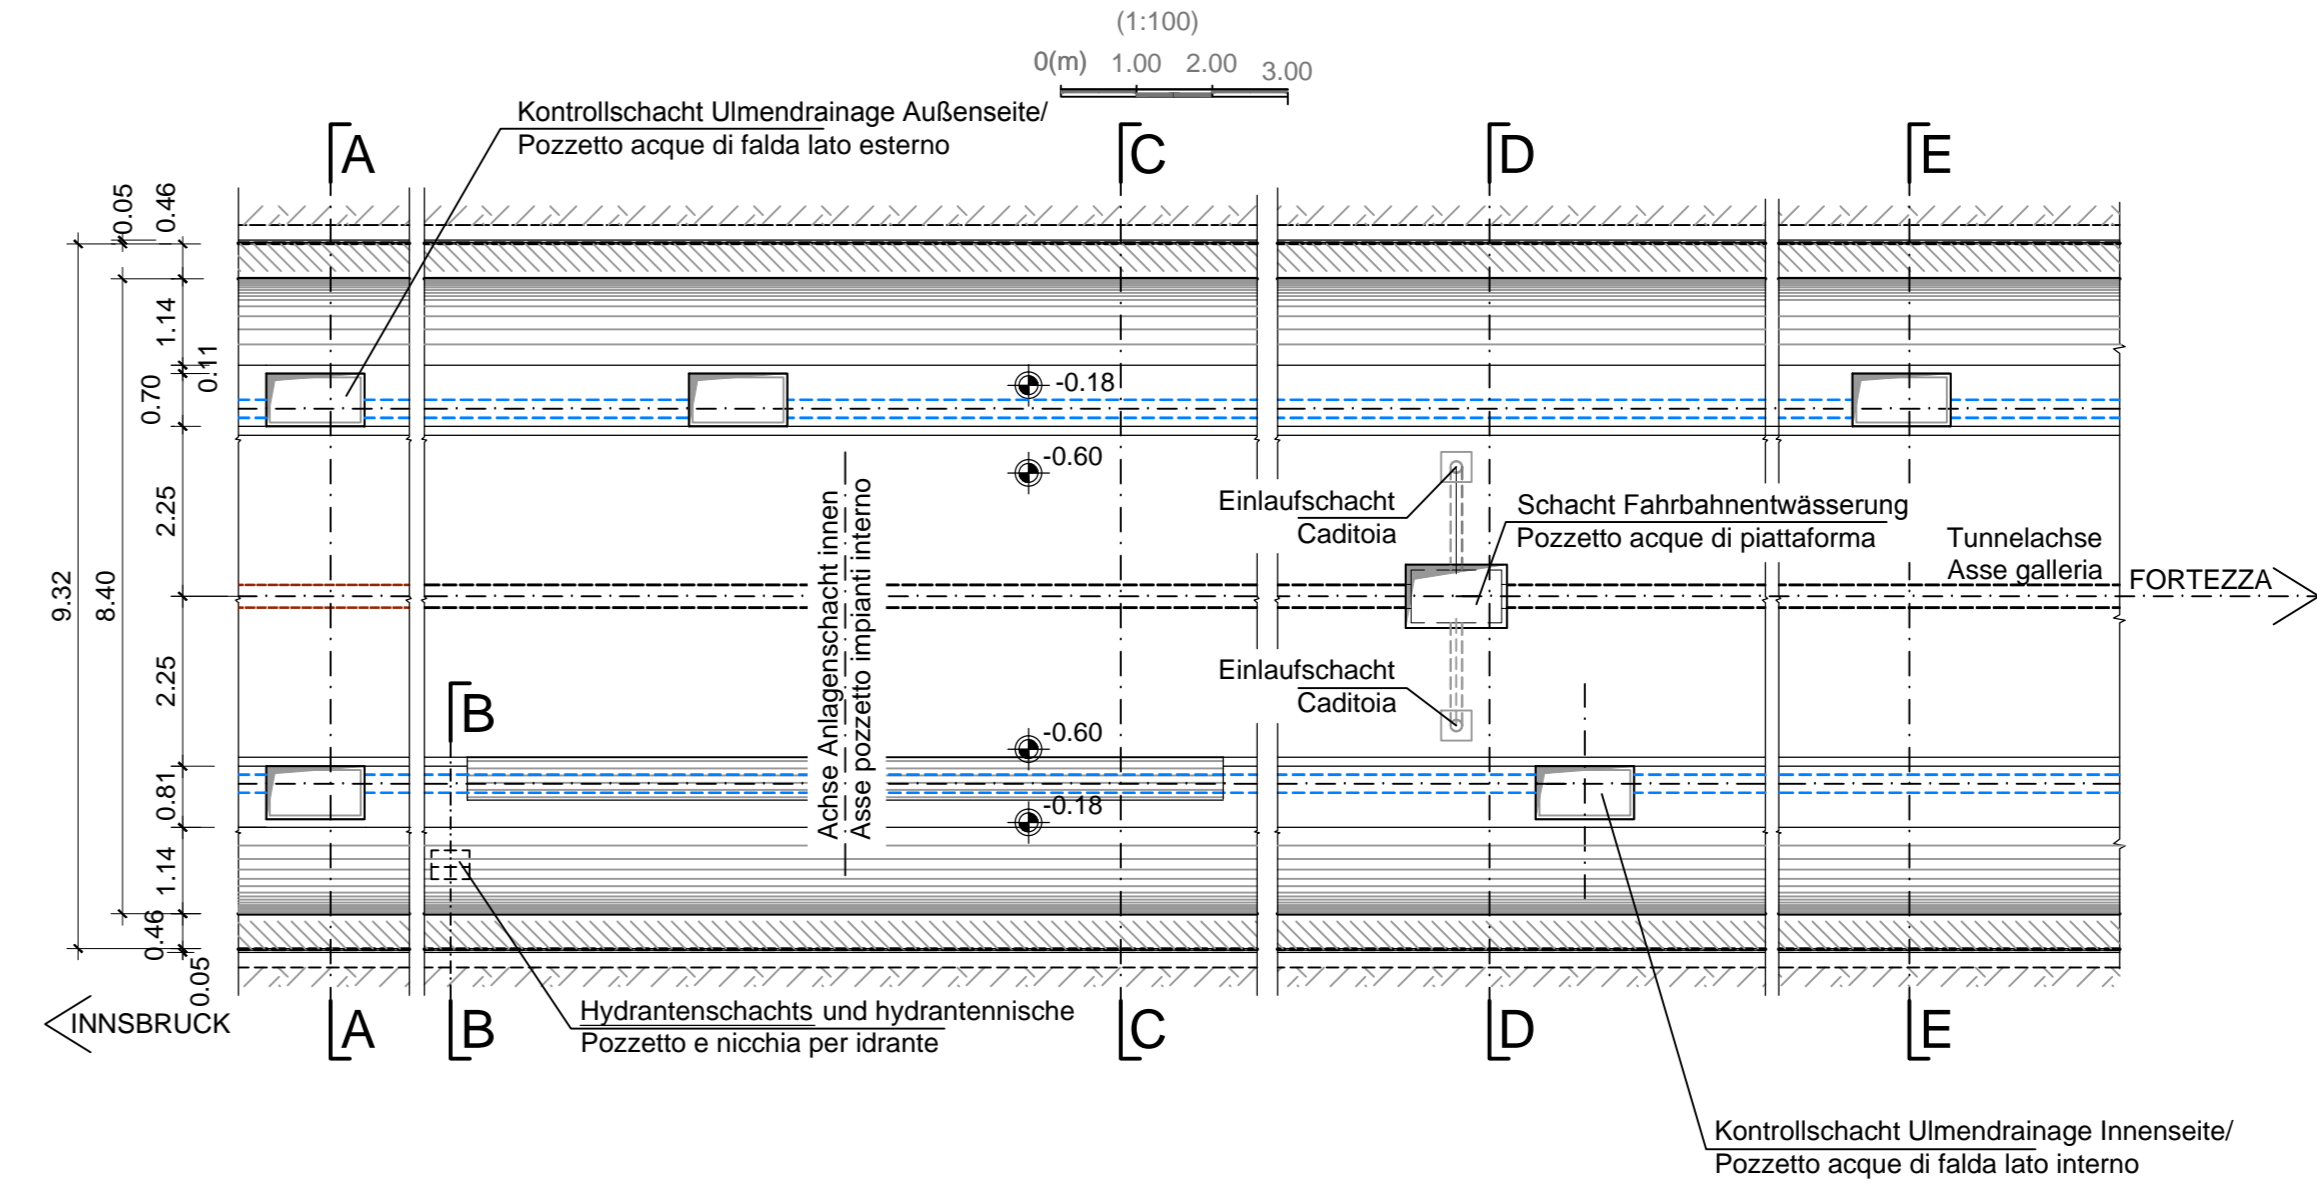 (1:100)
0(m) 1.00 2.00 3.00
Kontrollschacht Ulmendrainage Außenseite/
Pozzetto acque di falda lato esterno
A
C
D
E
0.05
0.46
1.14
0.11
0.70
2.25
9.32
8.40
2.25
0.81
1.14
0.46
0.05
-0.18
-0.60
Achse Anlagenschacht innen
Asse pozzetto impianti interno
Einlaufschacht
Caditoia
Schacht Fahrbahnentwässerung
Pozzetto acque di piattaforma
Tunnelachse
Asse galleria
FORTEZZA
Einlaufschacht
Caditoia
B
-0.60
-0.18
INNSBRUCK
A
B
Hydrantenschachts und hydrantennische
Pozzetto e nicchia per idrante
C
D
E
Kontrollschacht Ulmendrainage Innenseite/
Pozzetto acque di falda lato interno